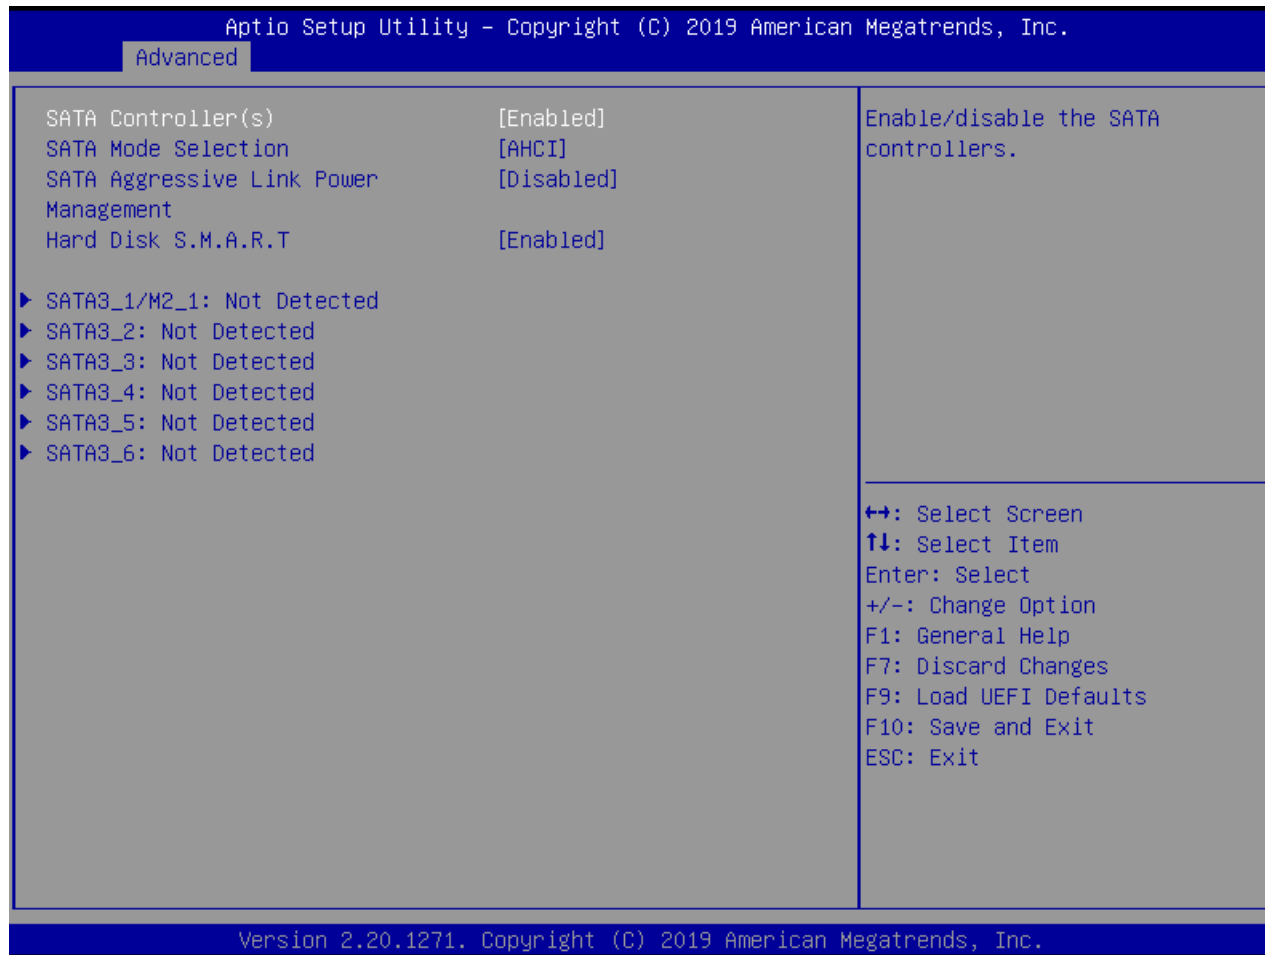 Aptio Setup Utility – Copyright (C) 2019 American Megatrends, Inc.
Advanced
SATA Controller(s) [Enabled]
SATA Mode Selection [AHCI]
SATA Aggressive Link Power [Disabled]
Management
Hard Disk S.M.A.R.T [Enabled]
▶ SATA3_1/M2_1: Not Detected
▶ SATA3_2: Not Detected
▶ SATA3_3: Not Detected
▶ SATA3_4: Not Detected
▶ SATA3_5: Not Detected
▶ SATA3_6: Not Detected
Enable/disable the SATA
controllers.
↔: Select Screen
↑↓: Select Item
Enter: Select
+/-: Change Option
F1: General Help
F7: Discard Changes
F9: Load UEFI Defaults
F10: Save and Exit
ESC: Exit
Version 2.20.1271. Copyright (C) 2019 American Megatrends, Inc.